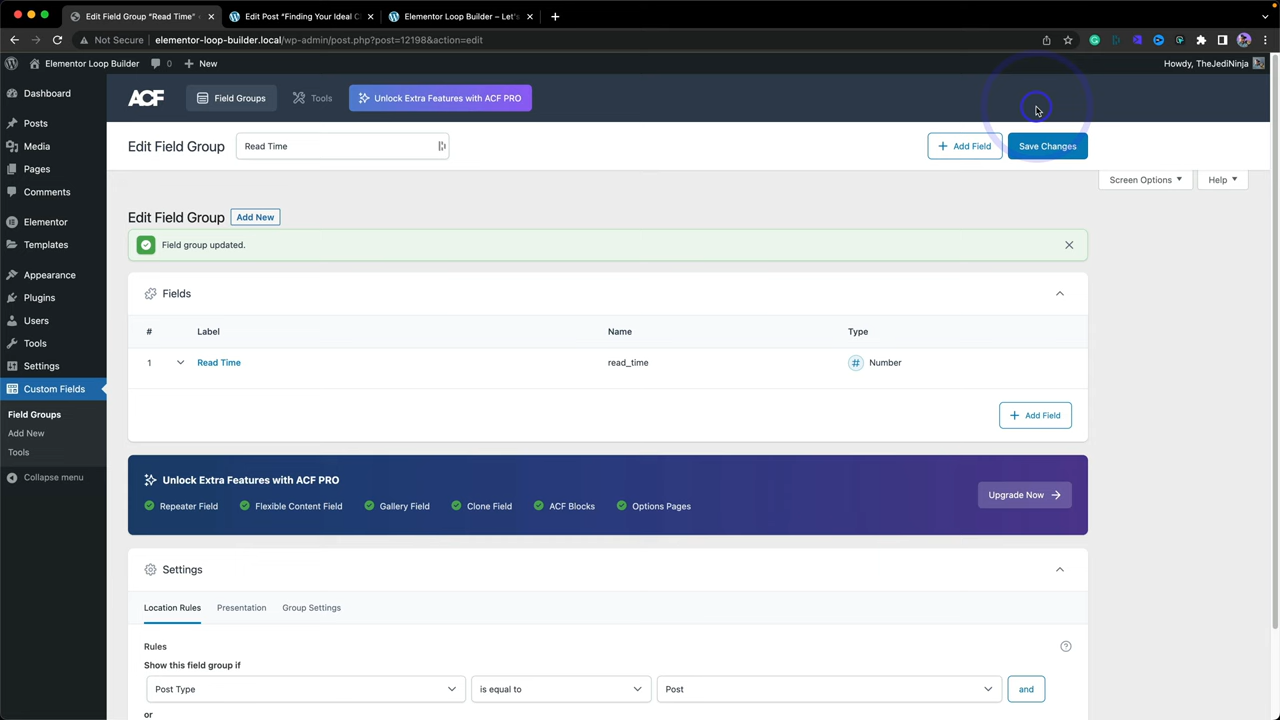 Edit Field Group “Read Time”
Edit Post “Finding Your Ideal C
Elementor Loop Builder – Let’s
Not Secure
elementor-loop-builder.local/wp-admin/post.php?post=12198&action=edit
Elementor Loop Builder
0
New
Howdy, TheJediNinja
Dashboard
Posts
Media
Pages
Comments
Elementor
Templates
Appearance
Plugins
Users
Tools
Settings
Custom Fields
Field Groups
Add New
Tools
Collapse menu
ACF
Field Groups
Tools
Unlock Extra Features with ACF PRO
Edit Field Group
Read Time
+ Add Field
Save Changes
Screen Options
Help
Edit Field Group
Add New
Field group updated.
Fields
# Label Name Type
1 Read Time read_time # Number
+ Add Field
Unlock Extra Features with ACF PRO
Repeater Field
Flexible Content Field
Gallery Field
Clone Field
ACF Blocks
Options Pages
Upgrade Now
Settings
Location Rules
Presentation
Group Settings
Rules
Show this field group if
Post Type
is equal to
Post
and
or